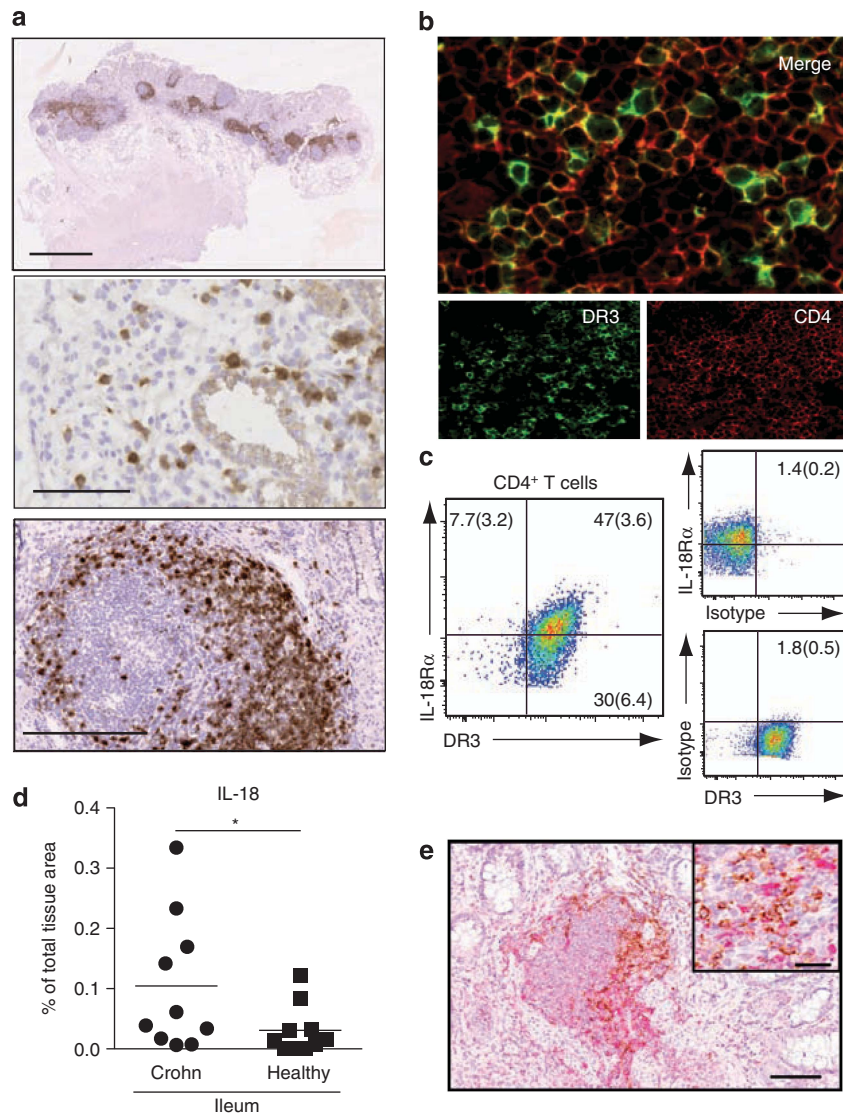 a
b
Merge
DR3
CD4
c
CD4+ T cells
7.7(3.2)
47(3.6)
30(6.4)
IL-18Rα
DR3
1.4(0.2)
IL-18Rα
Isotype
1.8(0.5)
Isotype
DR3
d
IL-18
*
% of total tissue area
0.4
0.3
0.2
0.1
0.0
Crohn
Healthy
Ileum
e